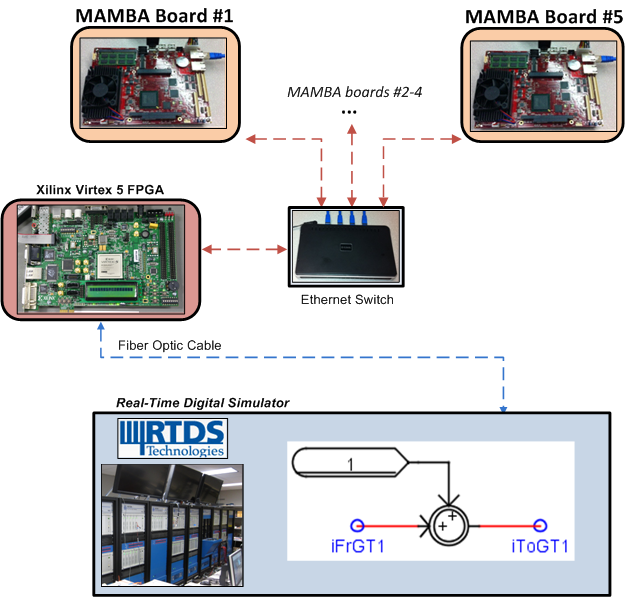 MAMBA Board #1
MAMBA Board #5
MAMBA boards #2-4
...
Xilinx Virtex 5 FPGA
Ethernet Switch
Fiber Optic Cable
Real-Time Digital Simulator
RTDS
Technologies
1
+
+
iFrGT1
iToGT1